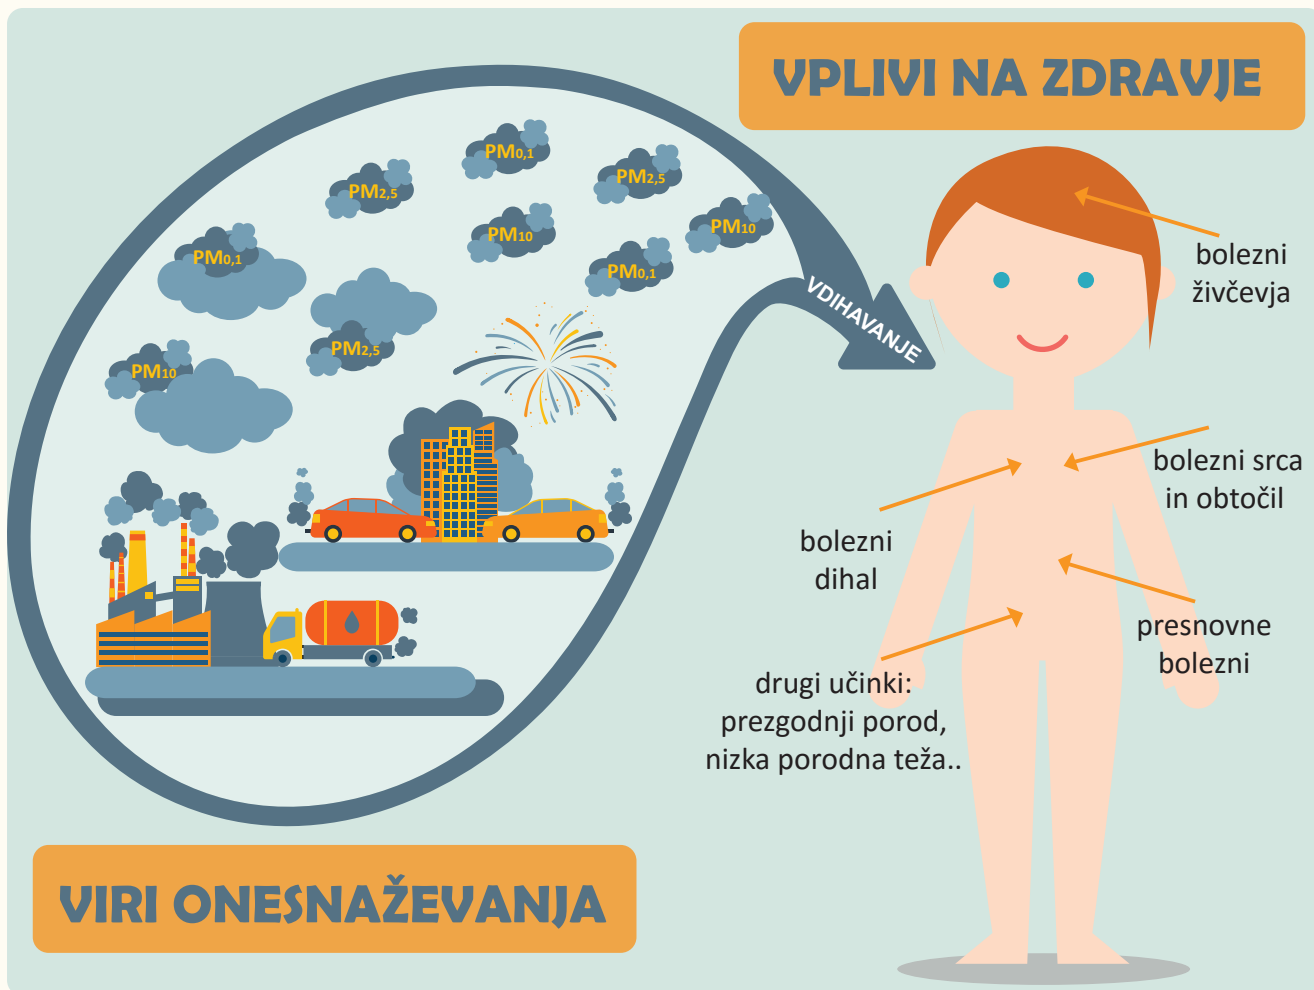 VPLIVI NA ZDRAVJE
PM0,1
PM2,5
PM2,5
PM10
PM10
PM0,1
PM0,1
PM2,5
PM10
VDIHAVANJE
bolezni
živčevja
bolezni srca
in obtočil
bolezni
dihal
presnovne
bolezni
drugi učinki:
prezgodnji porod,
nizka porodna teža..
VIRI ONESNAŽEVANJA